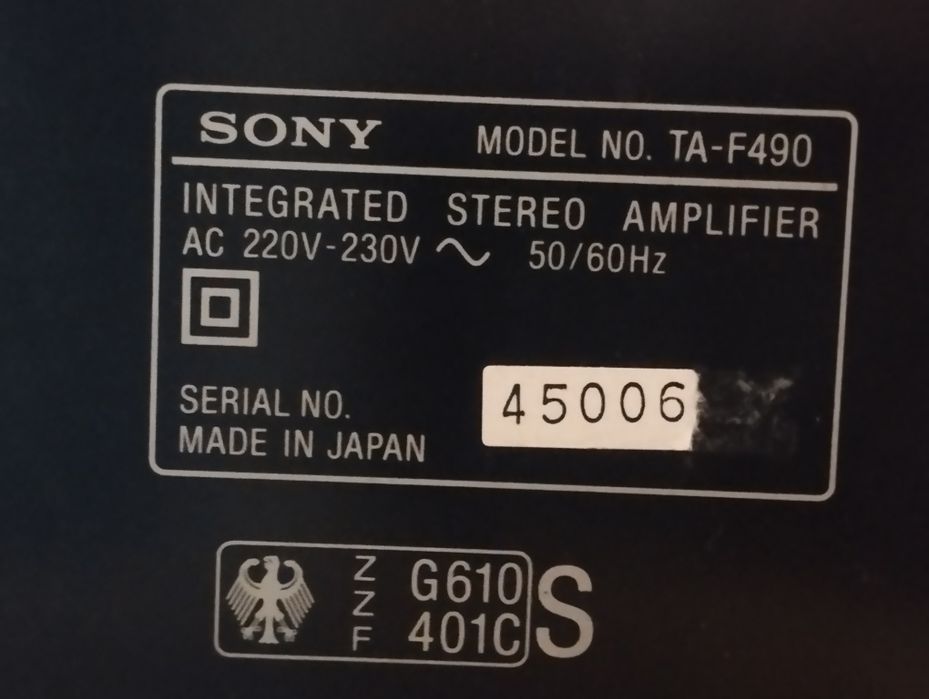 SONY MODEL NO. TA-F490
INTEGRATED STEREO AMPLIFIER
AC 220V-230V ~ 50/60Hz
SERIAL NO. 45006
MADE IN JAPAN
ZZF G610 S
401C